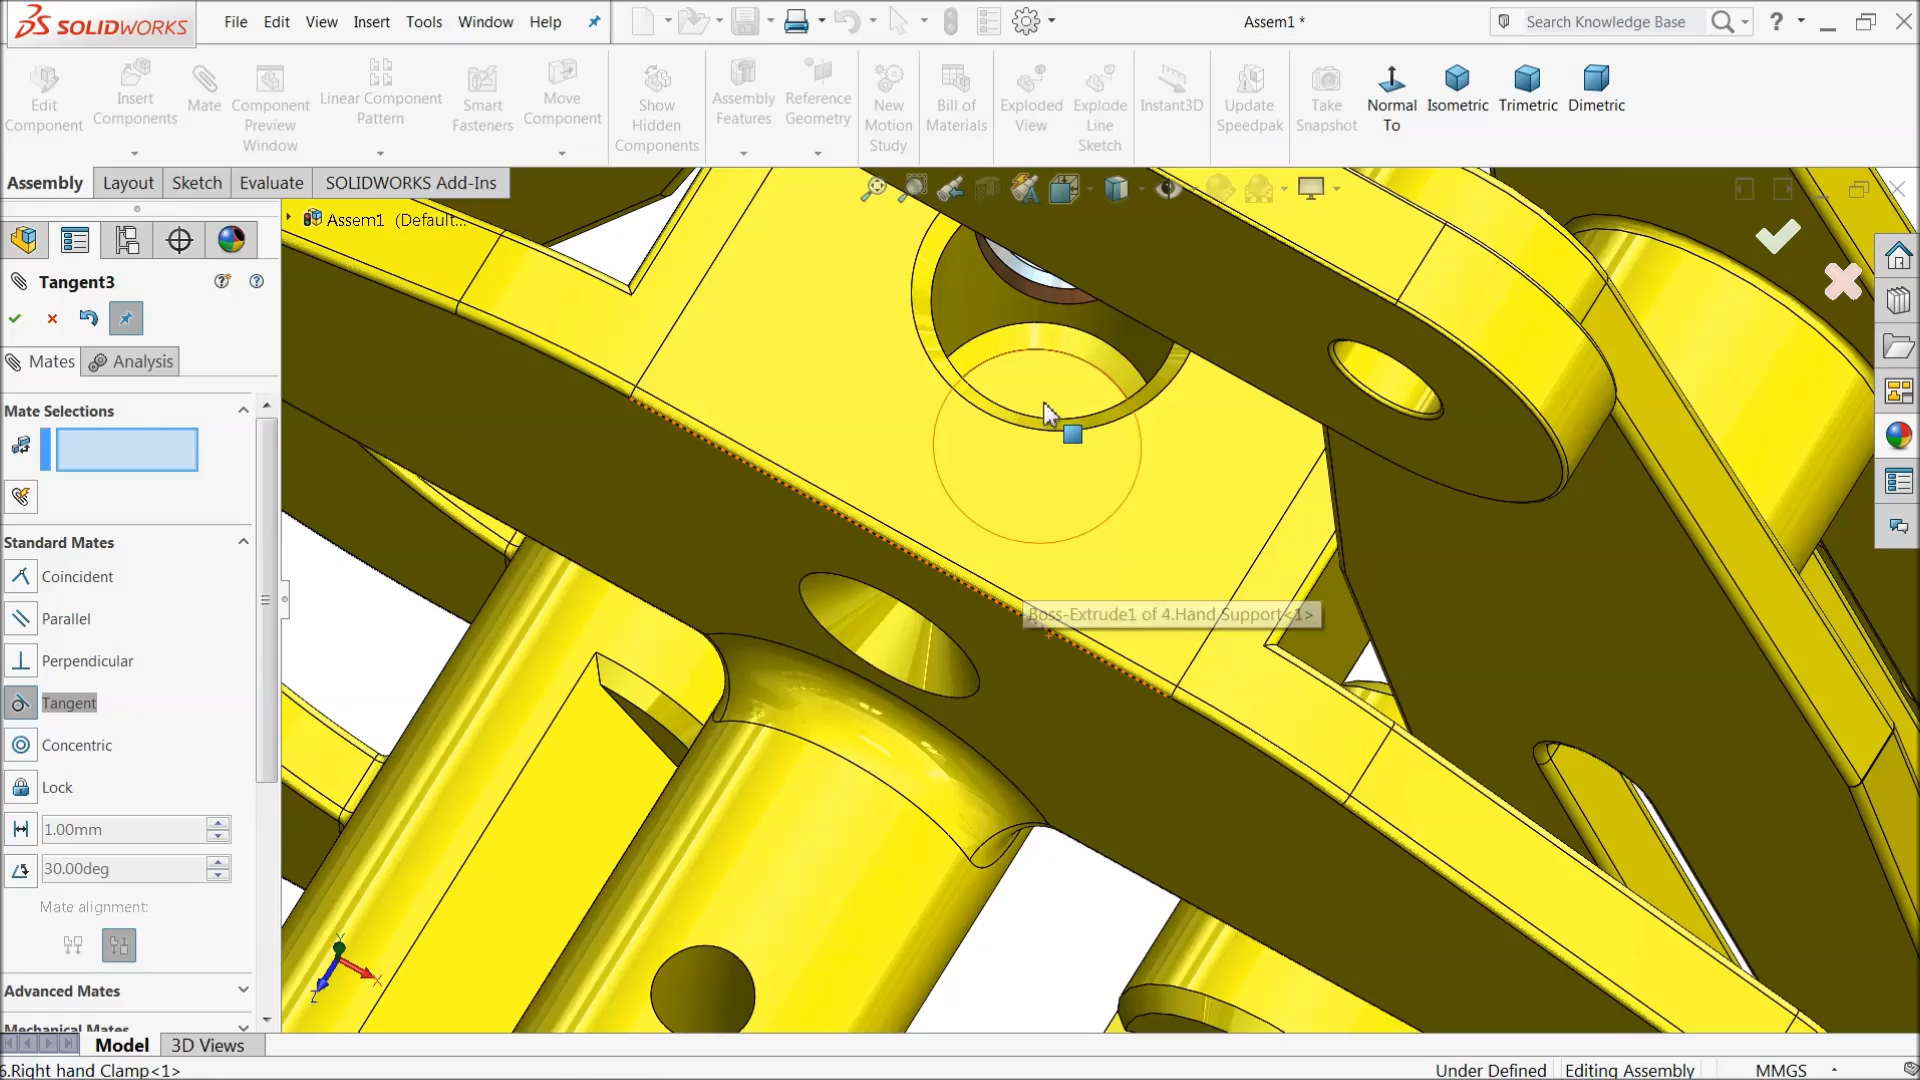 SOLIDWORKS
File Edit View Insert Tools Window Help
Assem1 *
Search Knowledge Base
?
Edit Component
Insert Components
Mate
Component Preview Window
Linear Component Pattern
Smart Fasteners
Move Component
Show Hidden Components
Assembly Features
Reference Geometry
New Motion Study
Bill of Materials
Exploded View
Explode Line Sketch
Instant3D
Update Speedpak
Take Snapshot
Normal To
Isometric
Trimetric
Dimetric
Assembly Layout Sketch Evaluate SOLIDWORKS Add-Ins
Assem1 (Default...
Tangent3
Mates Analysis
Mate Selections
Standard Mates
Coincident
Parallel
Perpendicular
Tangent
Concentric
Lock
1.00mm
30.00deg
Mate alignment:
Advanced Mates
Mechanical Mates
Boss-Extrude1 of 4.Hand Support<1>
Y
X
Z
Model 3D Views
6.Right hand Clamp<1>
Under Defined Editing Assembly MMGS